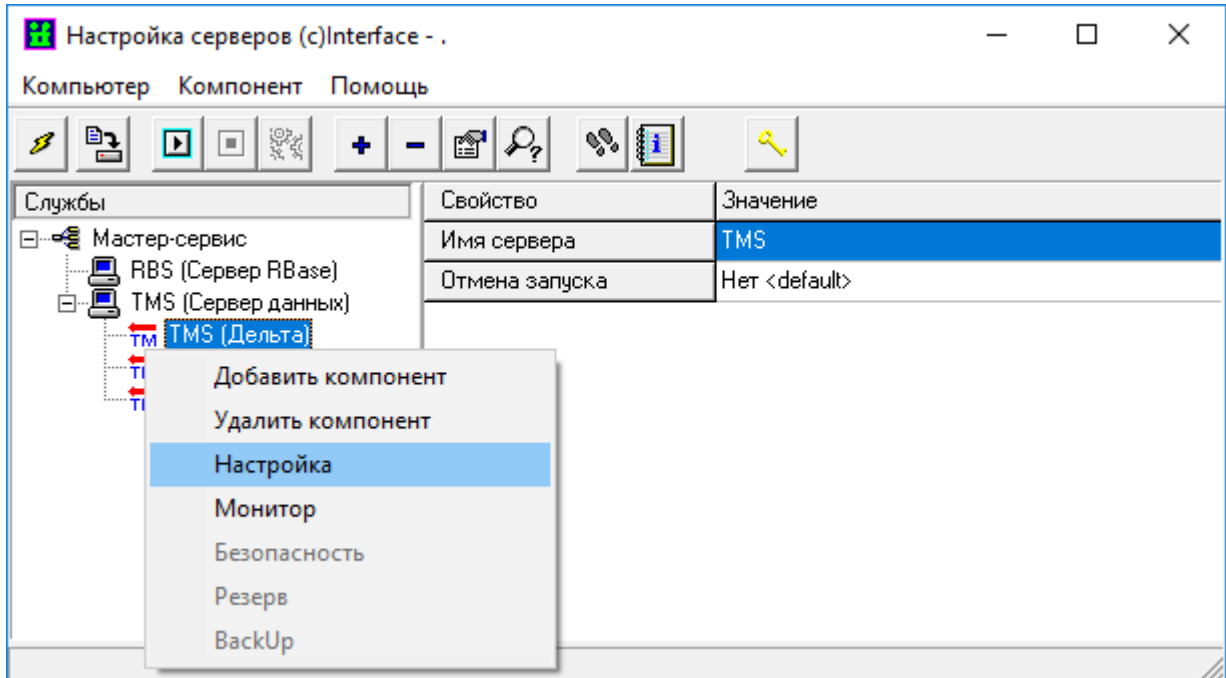 Настройка серверов (c)Interface - .
Компьютер Компонент Помощь
Службы
Свойство Значение
Мастер-сервис
Имя сервера TMS
RBS (Сервер RBase)
Отмена запуска Нет <default>
TMS (Сервер данных)
TM TMS (Дельта)
Добавить компонент
Удалить компонент
Настройка
Монитор
Безопасность
Резерв
BackUp